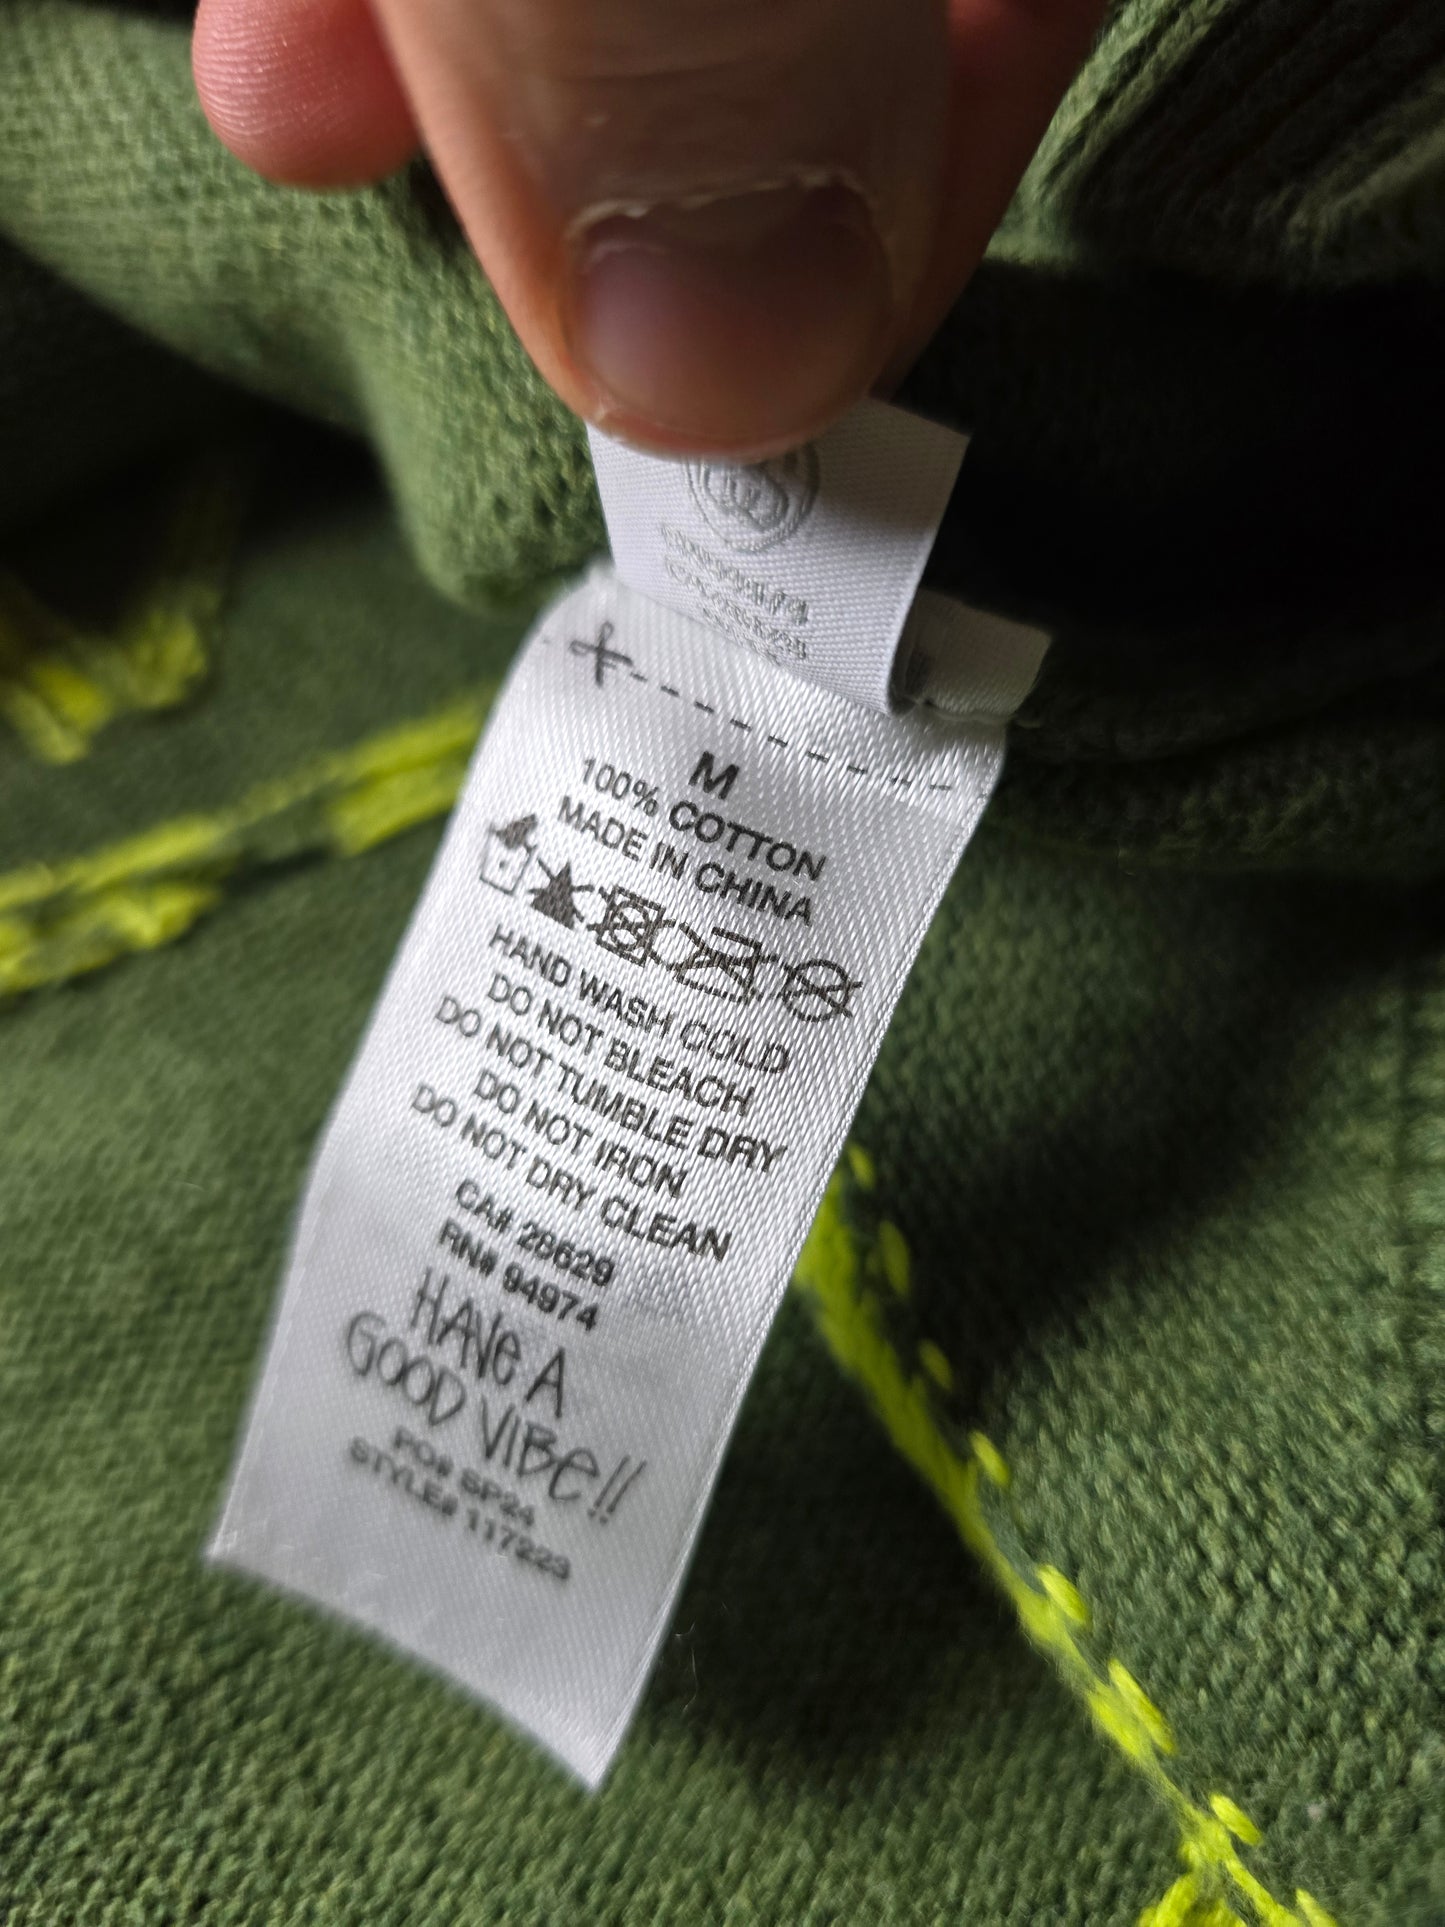 M
100% COTTON
MADE IN CHINA
HAND WASH COLD
DO NOT BLEACH
DO NOT TUMBLE DRY
DO NOT IRON
DO NOT DRY CLEAN
CA# 28629
RN# 94974
HAVE A
GOOD VIBE!!
PO# SP24
STYLE# 117223